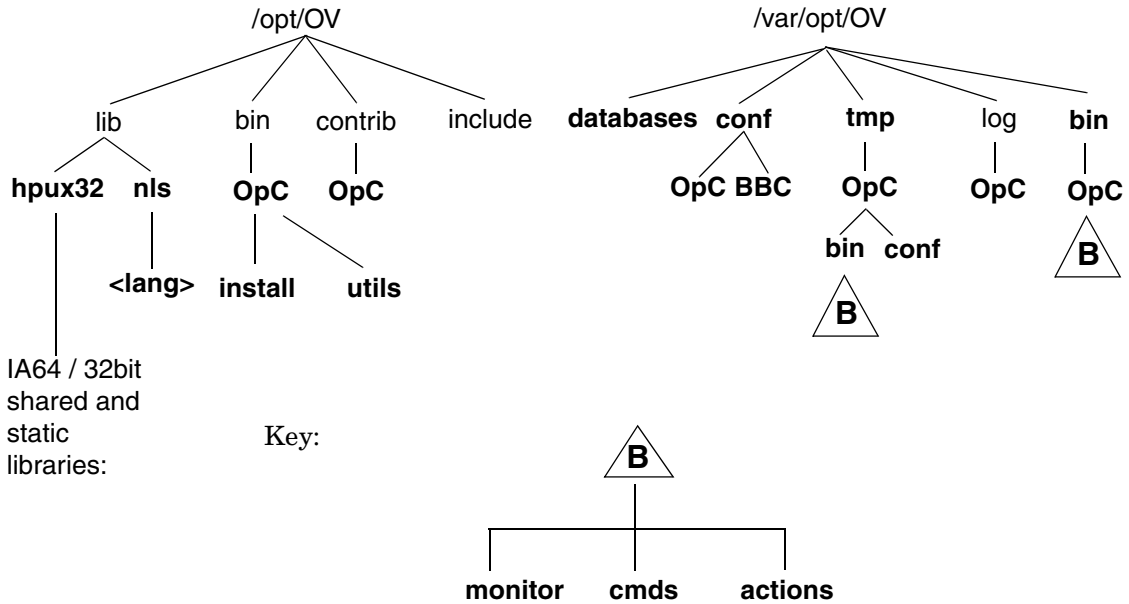 /opt/OV /var/opt/OV
lib bin contrib include databases conf tmp log bin
hpux32 nls OpC OpC OpC BBC OpC OpC OpC
bin conf B
<lang> install utils
B
IA64 / 32bit
shared and
static
libraries:
Key:
B
monitor cmds actions